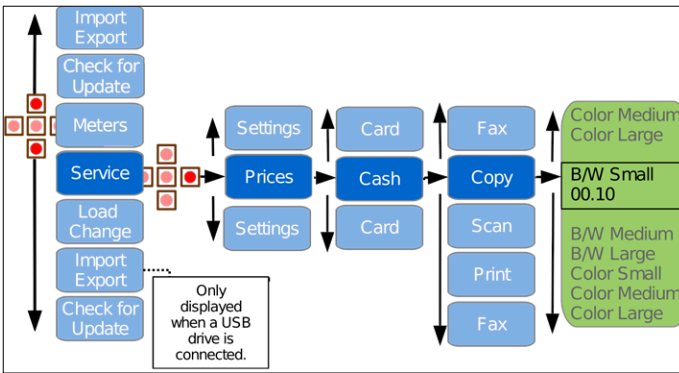 Import
Export
Check for
Update
Meters
Service
Load
Change
Import
Export
Check for
Update
Only
displayed
when a USB
drive is
connected.
Settings
Prices
Settings
Card
Cash
Card
Fax
Copy
Scan
Print
Fax
Color Medium
Color Large
B/W Small
00.10
B/W Medium
B/W Large
Color Small
Color Medium
Color Large